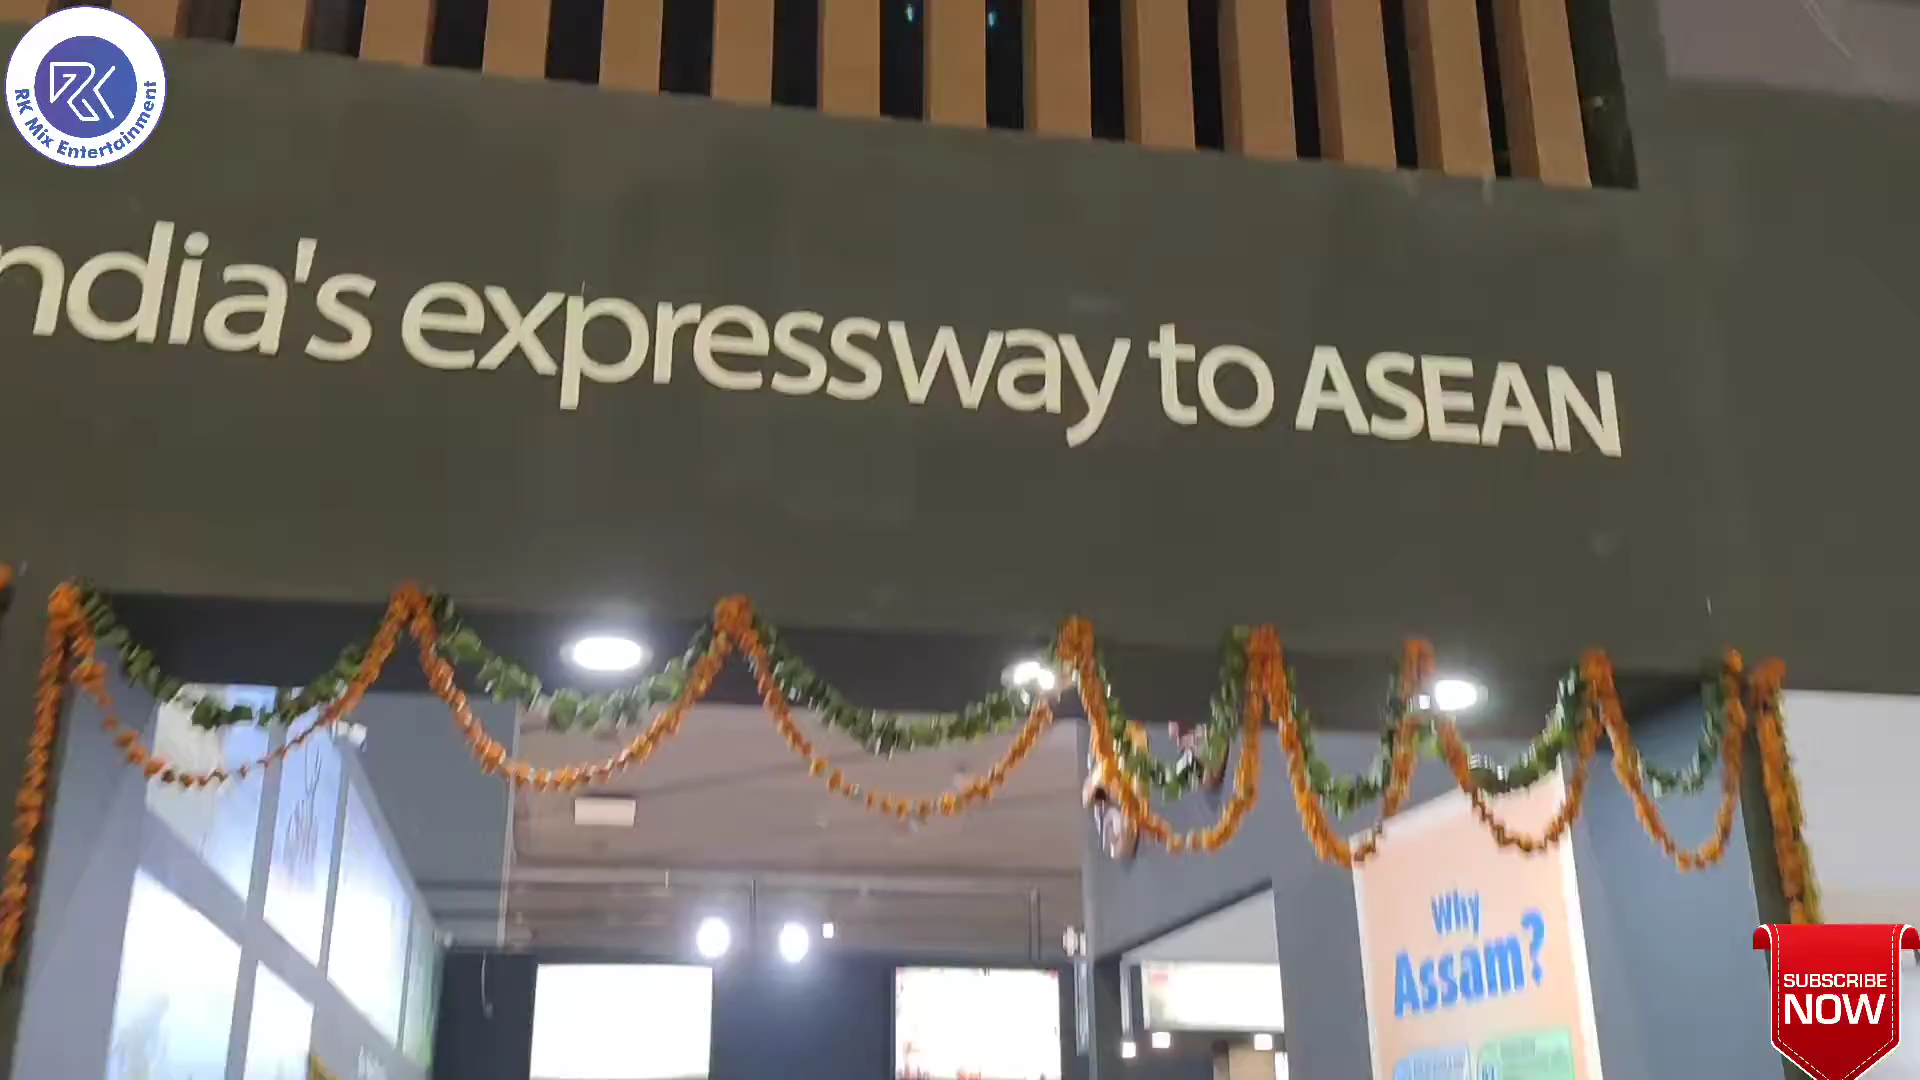 RK Mix Entertainment
ndia's expressway to ASEAN
Why
Assam?
SUBSCRIBE
NOW